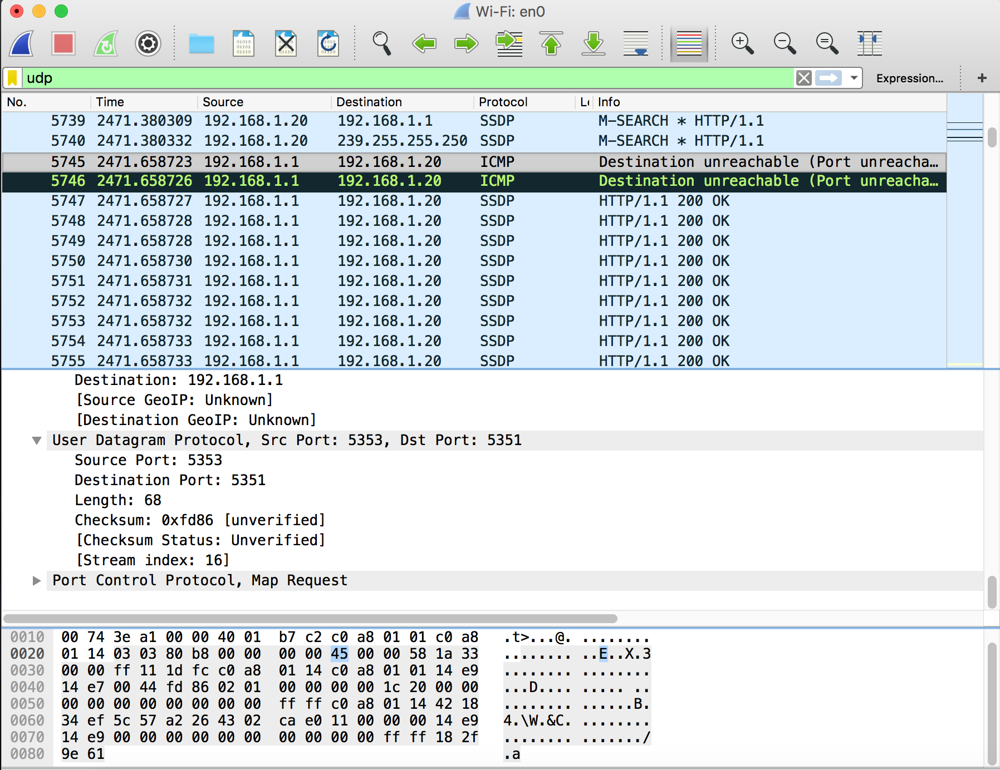 Wi-Fi: en0
udp
Expression...
+
No. Time Source Destination Protocol Info
5739 2471.380309 192.168.1.20 192.168.1.1 SSDP M-SEARCH * HTTP/1.1
5740 2471.380332 192.168.1.20 239.255.255.250 SSDP M-SEARCH * HTTP/1.1
5745 2471.658723 192.168.1.1 192.168.1.20 ICMP Destination unreachable (Port unreacha...
5746 2471.658726 192.168.1.1 192.168.1.20 ICMP Destination unreachable (Port unreacha...
5747 2471.658727 192.168.1.1 192.168.1.20 SSDP HTTP/1.1 200 OK
5748 2471.658728 192.168.1.1 192.168.1.20 SSDP HTTP/1.1 200 OK
5749 2471.658728 192.168.1.1 192.168.1.20 SSDP HTTP/1.1 200 OK
5750 2471.658730 192.168.1.1 192.168.1.20 SSDP HTTP/1.1 200 OK
5751 2471.658731 192.168.1.1 192.168.1.20 SSDP HTTP/1.1 200 OK
5752 2471.658732 192.168.1.1 192.168.1.20 SSDP HTTP/1.1 200 OK
5753 2471.658732 192.168.1.1 192.168.1.20 SSDP HTTP/1.1 200 OK
5754 2471.658733 192.168.1.1 192.168.1.20 SSDP HTTP/1.1 200 OK
5755 2471.658733 192.168.1.1 192.168.1.20 SSDP HTTP/1.1 200 OK
Destination: 192.168.1.1
[Source GeoIP: Unknown]
[Destination GeoIP: Unknown]
User Datagram Protocol, Src Port: 5353, Dst Port: 5351
Source Port: 5353
Destination Port: 5351
Length: 68
Checksum: 0xfd86 [unverified]
[Checksum Status: Unverified]
[Stream index: 16]
Port Control Protocol, Map Request
0010 00 74 3e a1 00 00 40 01 b7 c2 c0 a8 01 01 c0 a8 .t>...@. ........
0020 01 14 03 03 80 b8 00 00 00 00 45 00 00 58 1a 33 ........ ..E..X.3
0030 00 00 ff 11 1d fc c0 a8 01 14 c0 a8 01 01 14 e9 ........ ........
0040 14 e7 00 44 fd 86 02 01 00 00 00 00 1c 20 00 00 ...D.... ..... ..
0050 00 00 00 00 00 00 00 00 ff ff c0 a8 01 14 42 18 ........ ......B.
0060 34 ef 5c 57 a2 26 43 02 ca e0 11 00 00 00 14 e9 4.\W.&C. ........
0070 14 e9 00 00 00 00 00 00 00 00 00 00 ff ff 18 2f ........ ......./
0080 9e 61 .a